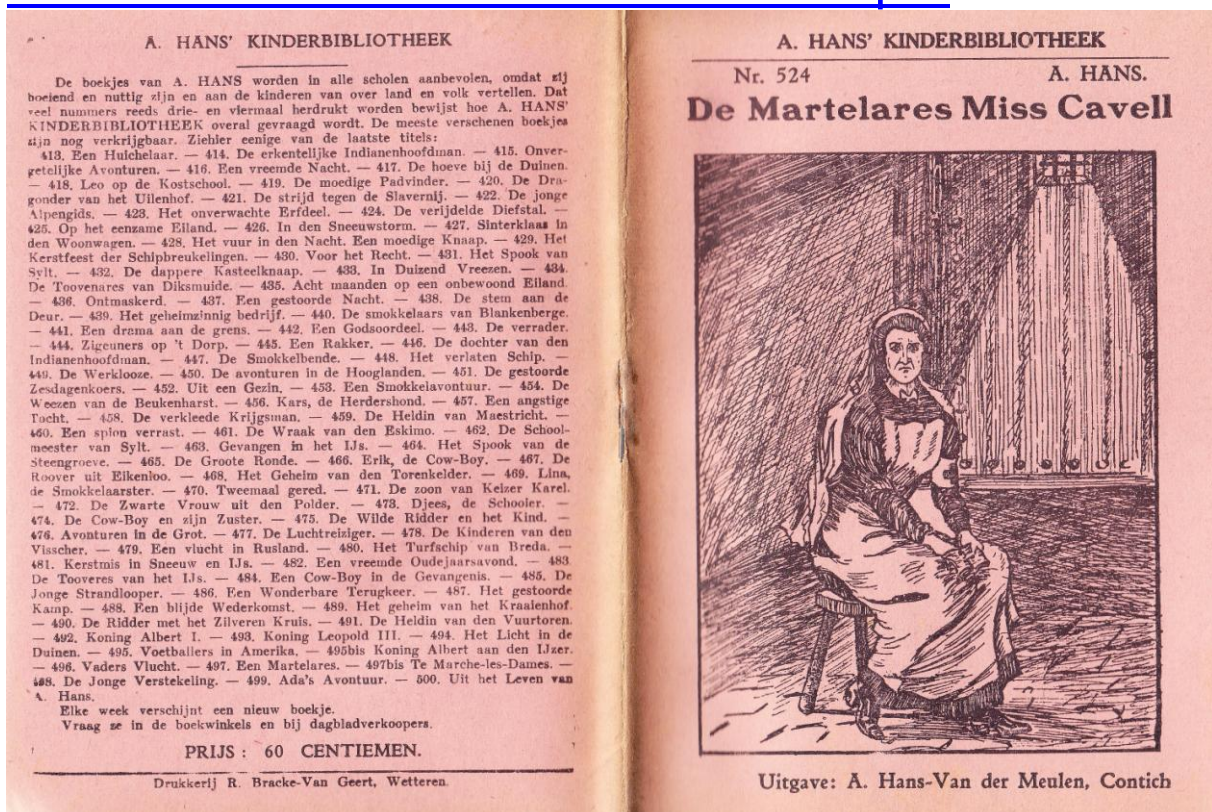 A. HANS' KINDERBIBLIOTHEEK
De boekjes van A. HANS worden in alle scholen aanbevolen, omdat zij
boeiend en nuttig zijn en aan de kinderen van over land en volk vertellen. Dat
veel nummers reeds drie- en viermaal herdrukt worden bewijst hoe A. HANS'
KINDERBIBLIOTHEEK overal gevraagd wordt. De meeste verschenen boekjes
zijn nog verkrijgbaar. Ziehier eenige van de laatste titels:
413. Een Huichelaar. — 414. De erkentelijke Indianenhoofdman. — 415. Onver-
getelijke Avonturen. — 416. Een vreemde Nacht. — 417. De hoeve bij de Duinen.
— 418. Leo op de Kostschool. — 419. De moedige Padvinder. — 420. De Dra-
gonder van het Uilenhof. — 421. De strijd tegen de Slavernij. — 422. De jonge
Alpengids. — 423. Het onverwachte Erfdeel. — 424. De verijdelde Diefstal. —
425. Op het eenzame Eiland. — 426. In den Sneeuwstorm. — 427. Sinterklaas in
den Woonwagen. — 428. Het vuur in den Nacht. Een moedige Knaap. — 429. Het
Kerstfeest der Schipbreukelingen. — 430. Voor het Recht. — 431. Het Spook van
Sylt. — 432. De dappere Kasteelknaap. — 433. In Duizend Vreezen. — 434.
De Toovenares van Diksmuide. — 435. Acht maanden op een onbewoond Eiland.
— 436. Ontmaskerd. — 437. Een gestoorde Nacht. — 438. De stem aan de
Deur. — 439. Het geheimzinnig bedrijf. — 440. De smokkelaars van Blankenberge.
— 441. Een drama aan de grens. — 442. Een Godsoordeel. — 443. De verrader.
— 444. Zigeuners op 't Dorp. — 445. Een Rakker. — 446. De dochter van den
Indianenhoofdman. — 447. De Smokkelbende. — 448. Het verlaten Schip. —
449. De Werklooze. — 450. De avonturen in de Hooglanden. — 451. De gestoorde
Zesdagenkoers. — 452. Uit een Gezin. — 453. Een Smokkelavontuur. — 454. De
Weezen van de Beukenharst. — 456. Kars, de Herdershond. — 457. Een angstige
Tocht. — 458. De verkleede Krijgsman. — 459. De Heldin van Maestricht. —
460. Een spion verrast. — 461. De Wraak van den Eskimo. — 462. De School-
meester van Sylt. — 463. Gevangen in het IJs. — 464. Het Spook van de
Steengroeve. — 465. De Groote Ronde. — 466. Erik, de Cow-Boy. — 467. De
Roover uit Eikenloo. — 468. Het Geheim van den Torenkelder. — 469. Lina,
de Smokkelaarster. — 470. Tweemaal gered. — 471. De zoon van Keizer Karel.
— 472. De Zwarte Vrouw uit den Polder. — 473. Djees, de Schooier. —
474. De Cow-Boy en zijn Zuster. — 475. De Wilde Ridder en het Kind. —
476. Avonturen in de Grot. — 477. De Luchtreiziger. — 478. De Kinderen van den
Visscher. — 479. Een vlucht in Rusland. — 480. Het Turfschip van Breda. —
481. Kerstmis in Sneeuw en IJs. — 482. Een vreemde Oudejaarsavond. — 483
De Tooveres van het IJs. — 484. Een Cow-Boy in de Gevangenis. — 485. De
Jonge Strandlooper. — 486. Een Wonderbare Terugkeer. — 487. Het gestoorde
Kamp. — 488. Een blijde Wederkomst. — 489. Het geheim van het Kraalenhof.
— 490. De Ridder met het Zilveren Kruis. — 491. De Heldin van den Vuurtoren.
— 492. Koning Albert I. — 493. Koning Leopold III. — 494. Het Licht in de
Duinen. — 495. Voetballers in Amerika. — 495bis Koning Albert aan den IJzer.
— 496. Vaders Vlucht. — 497. Een Martelares. — 497bis Te Marche-les-Dames. —
498. De Jonge Verstekeling. — 499. Ada's Avontuur. — 500. Uit het Leven van
A. Hans.
Elke week verschijnt een nieuw boekje.
Vraag ze in de boekwinkels en bij dagbladverkoopers.
PRIJS : 60 CENTIEMEN.
Drukkerij R. Bracke-Van Geert, Wetteren.
A. HANS' KINDERBIBLIOTHEEK
Nr. 524 A. HANS.
De Martelares Miss Cavell
Uitgave: A. Hans-Van der Meulen, Contich